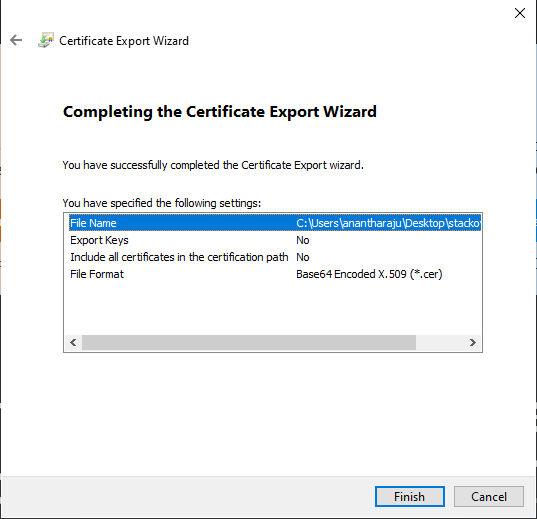 Certificate Export Wizard
Completing the Certificate Export Wizard
You have successfully completed the Certificate Export wizard.
You have specified the following settings:
File Name C:\Users\anantharaju\Desktop\stacko
Export Keys No
Include all certificates in the certification path No
File Format Base64 Encoded X.509 (*.cer)
Finish Cancel